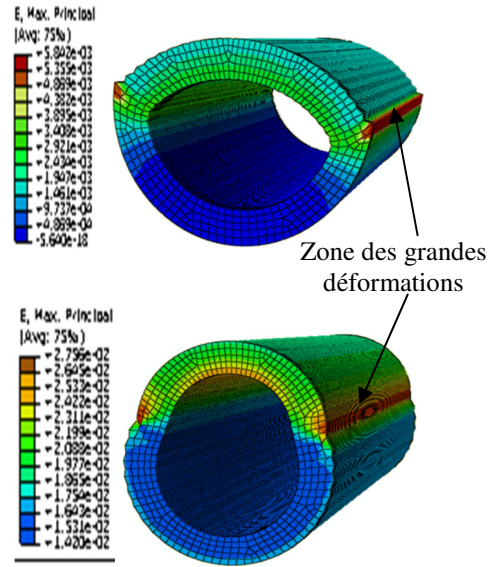 E, Max. Principal
(Avg: 75%)
+5.842e-03
+5.355e-03
+4.869e-03
+4.382e-03
+3.895e-03
+3.408e-03
+2.921e-03
+2.434e-03
+1.947e-03
+1.461e-03
+9.737e-04
+4.869e-04
-5.640e-18
Zone des grandes
déformations
E, Max. Principal
(Avg: 75%)
+2.756e-02
+2.645e-02
+2.533e-02
+2.422e-02
+2.311e-02
+2.199e-02
+2.088e-02
+1.977e-02
+1.865e-02
+1.754e-02
+1.643e-02
+1.531e-02
+1.420e-02